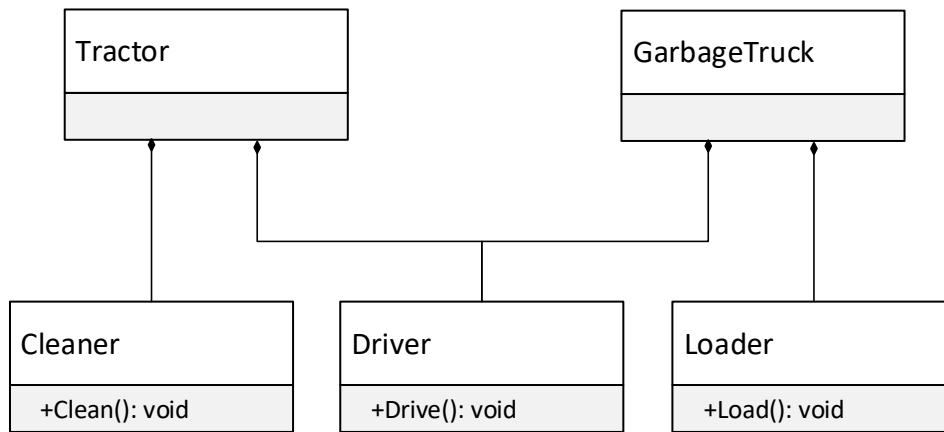 Tractor
GarbageTruck
Cleaner
+Clean(): void
Driver
+Drive(): void
Loader
+Load(): void